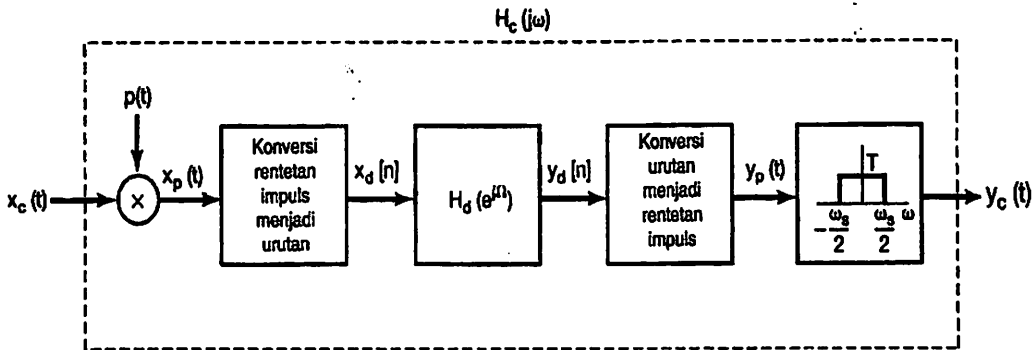 H_c (jω)
p(t)
x_c (t)
×
x_p (t)
Konversi
rentetan
impuls
menjadi
urutan
x_d [n]
H_d (e^jΩ)
y_d [n]
Konversi
urutan
menjadi
rentetan
impuls
y_p (t)
T
-ω_s/2 ω_s/2 ω
y_c (t)